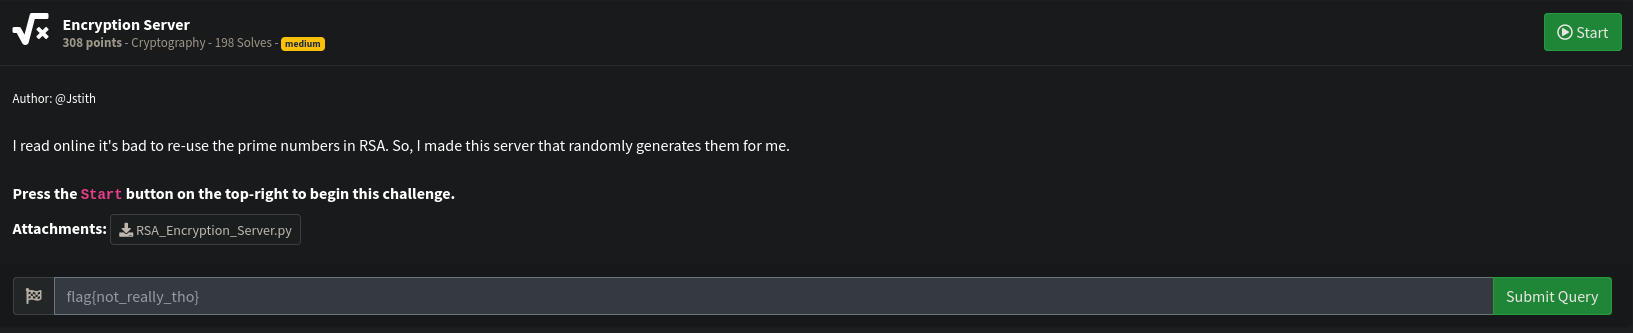 Encryption Server
308 points - Cryptography - 198 Solves - medium
Start
Author: @Jstith
I read online it's bad to re-use the prime numbers in RSA. So, I made this server that randomly generates them for me.
Press the Start button on the top-right to begin this challenge.
Attachments: RSA_Encryption_Server.py
flag{not_really_tho}
Submit Query